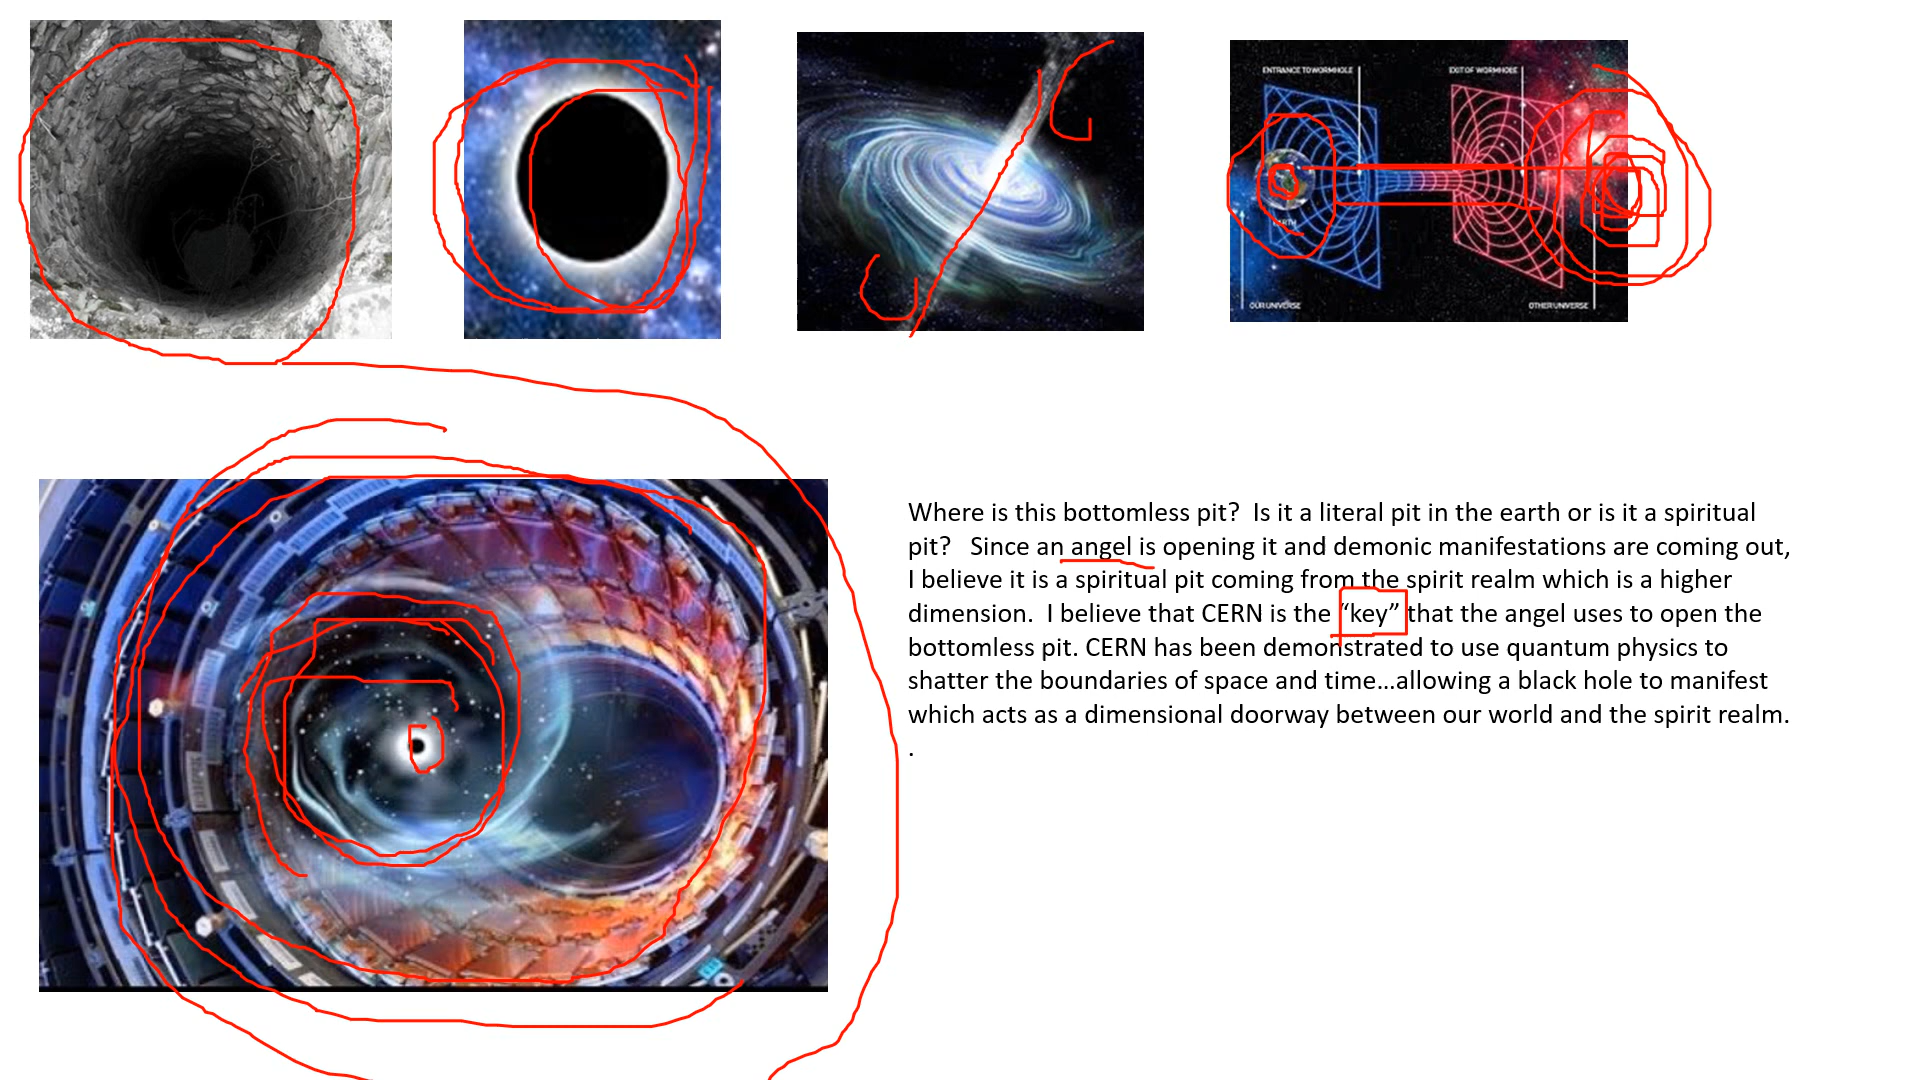 ENTRANCE TO WORMHOLE
EXIT OF WORMHOLE
EARTH
OUR UNIVERSE
OTHER UNIVERSE
Where is this bottomless pit?  Is it a literal pit in the earth or is it a spiritual
pit?   Since an angel is opening it and demonic manifestations are coming out,
I believe it is a spiritual pit coming from the spirit realm which is a higher
dimension.  I believe that CERN is the “key” that the angel uses to open the
bottomless pit. CERN has been demonstrated to use quantum physics to
shatter the boundaries of space and time…allowing a black hole to manifest
which acts as a dimensional doorway between our world and the spirit realm.
.